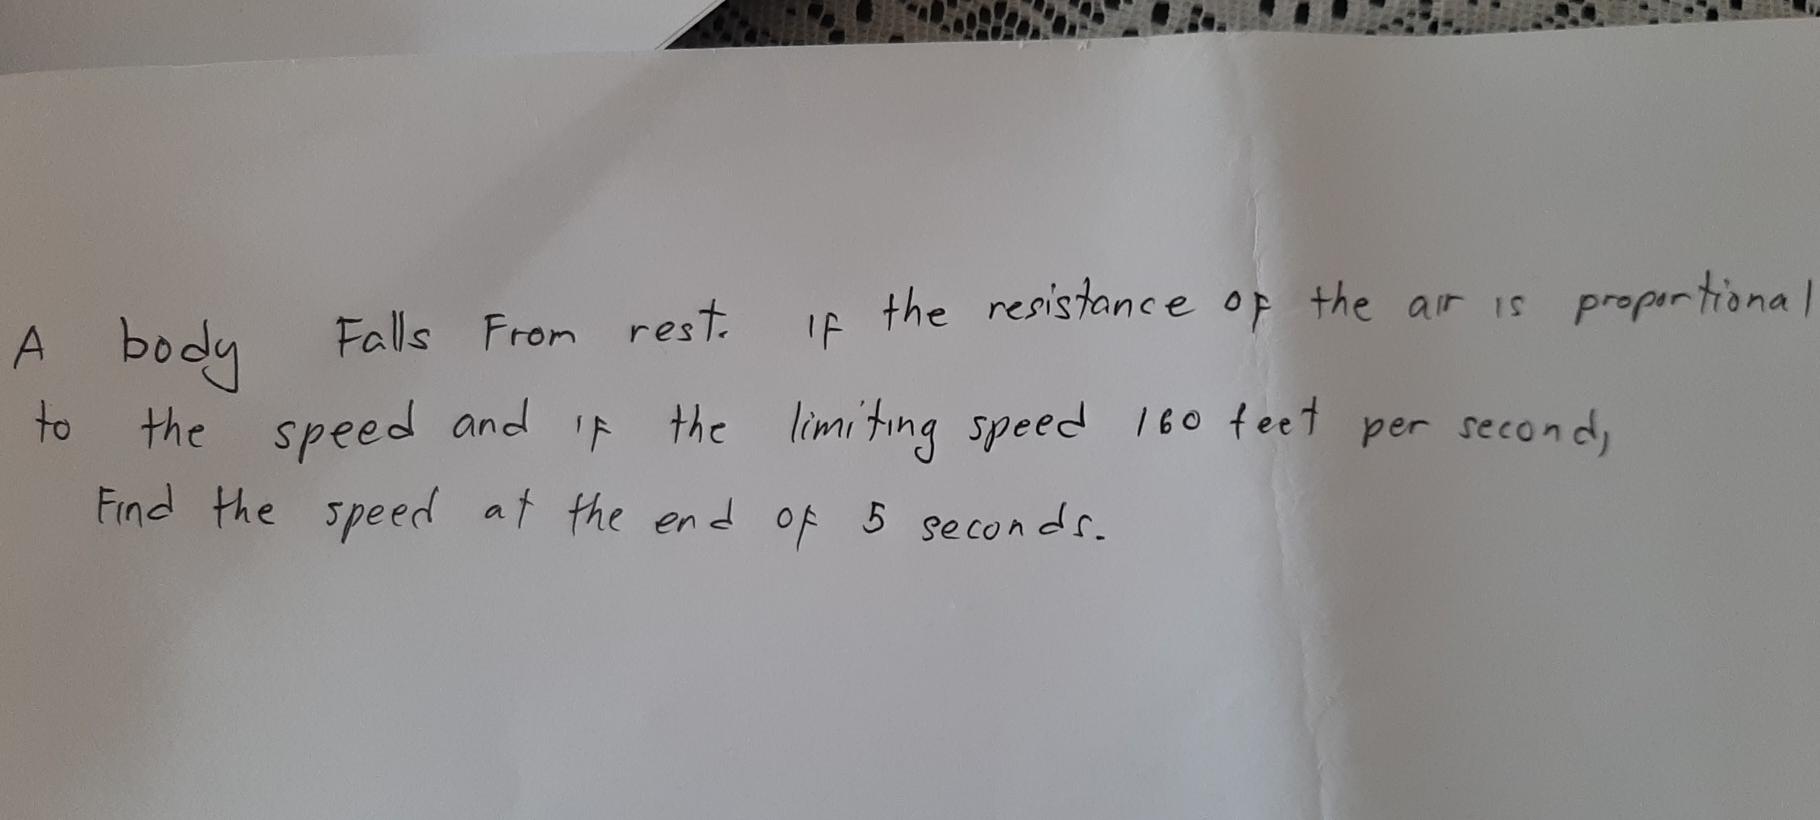 A body Falls From rest. IF the resistance of the air is proportional
to the speed and if the limiting speed 160 feet per second,
Find the speed at the end of 5 seconds.